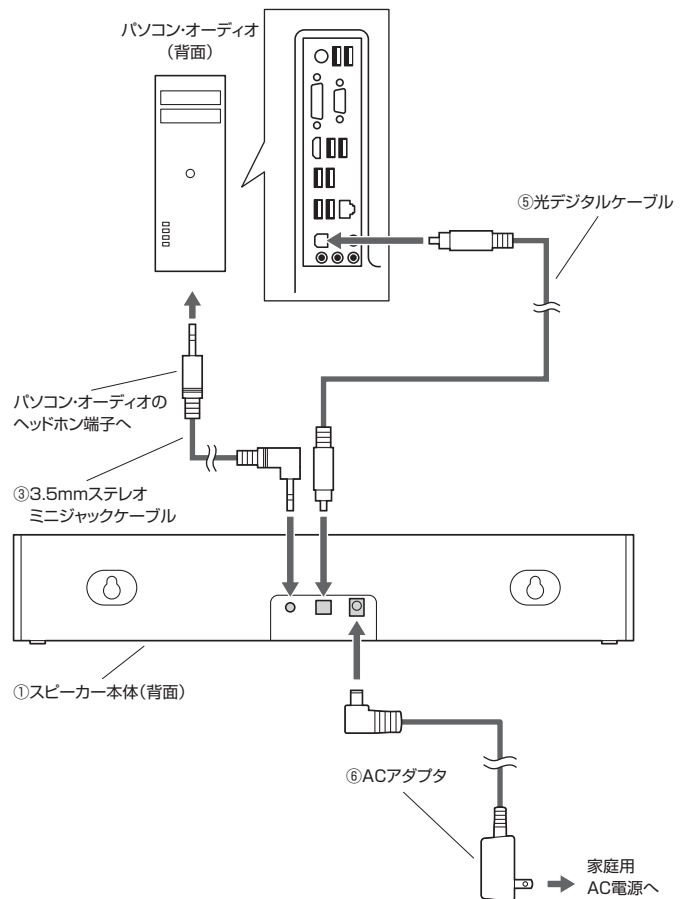 パソコン・オーディオ
（背面）
⑤光デジタルケーブル
パソコン・オーディオの
ヘッドホン端子へ
③3.5mmステレオ
ミニジャックケーブル
①スピーカー本体（背面）
⑥ACアダプタ
家庭用
AC電源へ